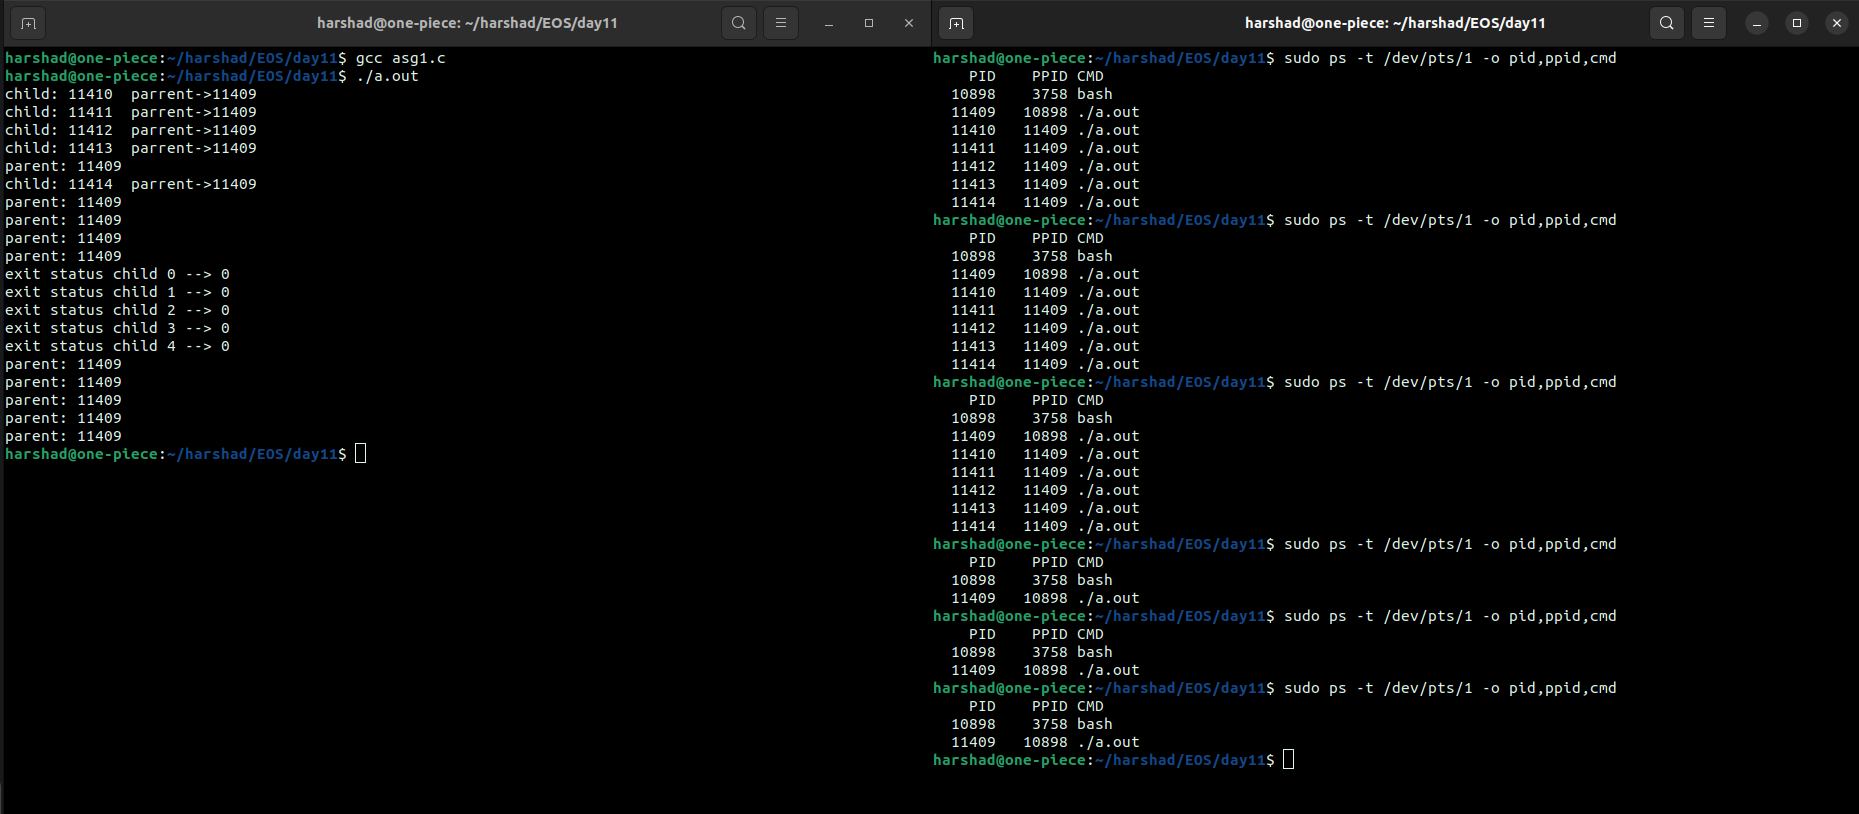 harshad@one-piece: ~/harshad/EOS/day11
harshad@one-piece:~/harshad/EOS/day11$ gcc asg1.c
harshad@one-piece:~/harshad/EOS/day11$ ./a.out
child: 11410  parrent->11409
child: 11411  parrent->11409
child: 11412  parrent->11409
child: 11413  parrent->11409
parent: 11409
child: 11414  parrent->11409
parent: 11409
parent: 11409
parent: 11409
parent: 11409
exit status child 0 --> 0
exit status child 1 --> 0
exit status child 2 --> 0
exit status child 3 --> 0
exit status child 4 --> 0
parent: 11409
parent: 11409
parent: 11409
parent: 11409
parent: 11409
harshad@one-piece:~/harshad/EOS/day11$
harshad@one-piece: ~/harshad/EOS/day11
harshad@one-piece:~/harshad/EOS/day11$ sudo ps -t /dev/pts/1 -o pid,ppid,cmd
    PID    PPID CMD
  10898    3758 bash
  11409   10898 ./a.out
  11410   11409 ./a.out
  11411   11409 ./a.out
  11412   11409 ./a.out
  11413   11409 ./a.out
  11414   11409 ./a.out
harshad@one-piece:~/harshad/EOS/day11$ sudo ps -t /dev/pts/1 -o pid,ppid,cmd
    PID    PPID CMD
  10898    3758 bash
  11409   10898 ./a.out
  11410   11409 ./a.out
  11411   11409 ./a.out
  11412   11409 ./a.out
  11413   11409 ./a.out
  11414   11409 ./a.out
harshad@one-piece:~/harshad/EOS/day11$ sudo ps -t /dev/pts/1 -o pid,ppid,cmd
    PID    PPID CMD
  10898    3758 bash
  11409   10898 ./a.out
  11410   11409 ./a.out
  11411   11409 ./a.out
  11412   11409 ./a.out
  11413   11409 ./a.out
  11414   11409 ./a.out
harshad@one-piece:~/harshad/EOS/day11$ sudo ps -t /dev/pts/1 -o pid,ppid,cmd
    PID    PPID CMD
  10898    3758 bash
  11409   10898 ./a.out
harshad@one-piece:~/harshad/EOS/day11$ sudo ps -t /dev/pts/1 -o pid,ppid,cmd
    PID    PPID CMD
  10898    3758 bash
  11409   10898 ./a.out
harshad@one-piece:~/harshad/EOS/day11$ sudo ps -t /dev/pts/1 -o pid,ppid,cmd
    PID    PPID CMD
  10898    3758 bash
  11409   10898 ./a.out
harshad@one-piece:~/harshad/EOS/day11$